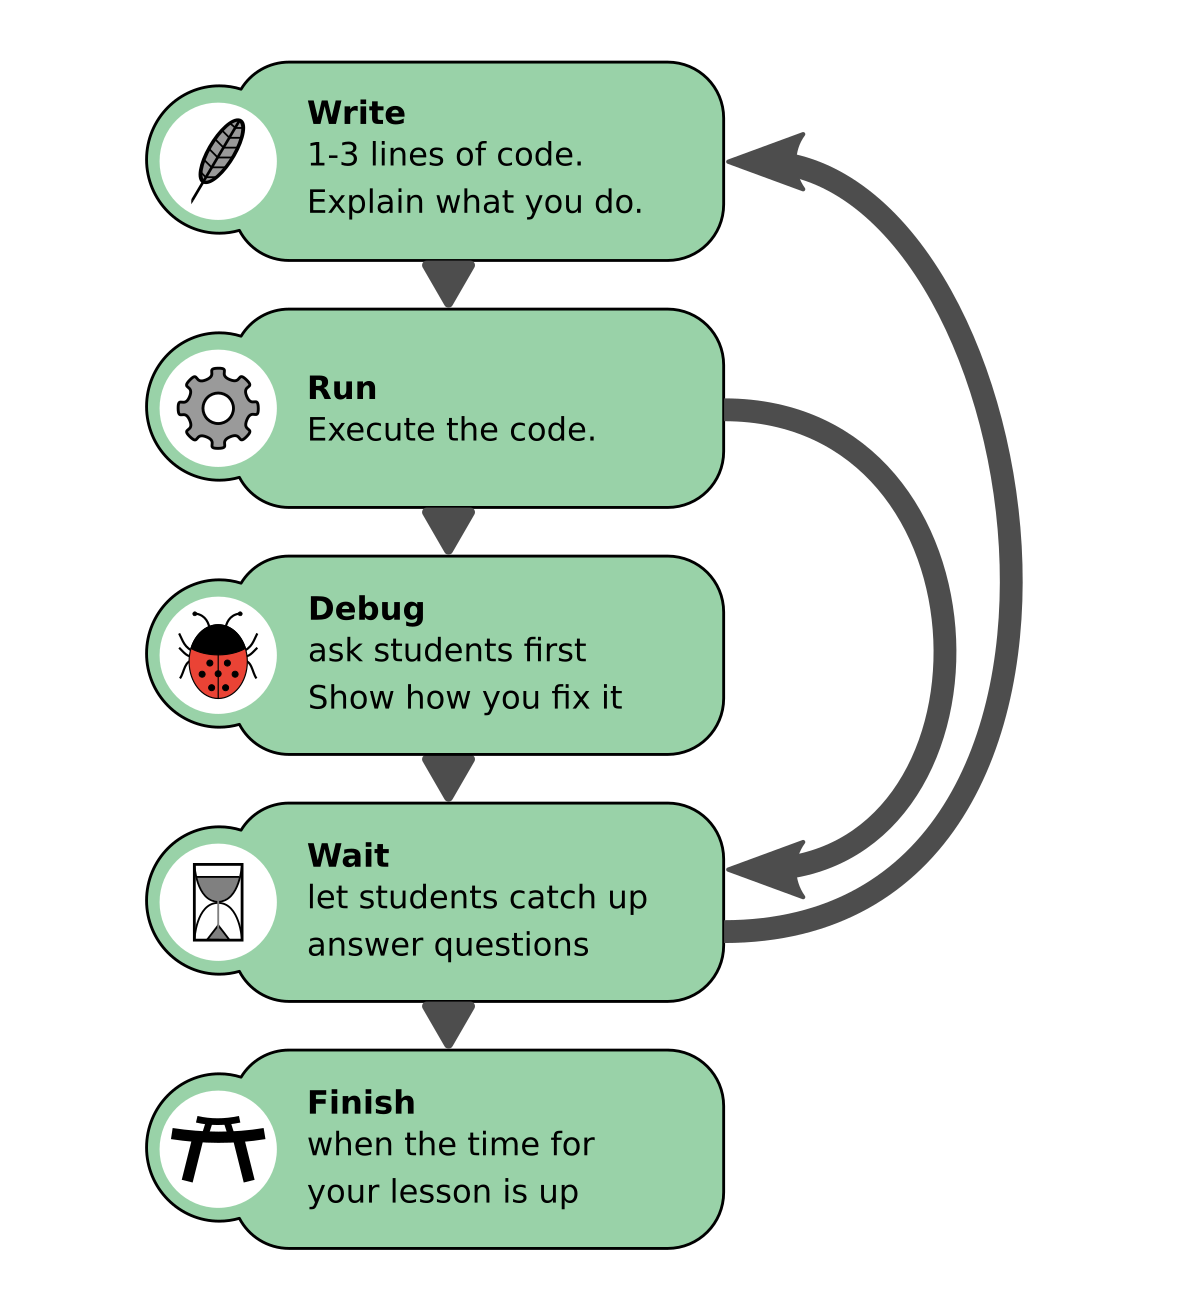 Write
1-3 lines of code.
Explain what you do.
Run
Execute the code.
Debug
ask students first
Show how you fix it
Wait
let students catch up
answer questions
Finish
when the time for
your lesson is up